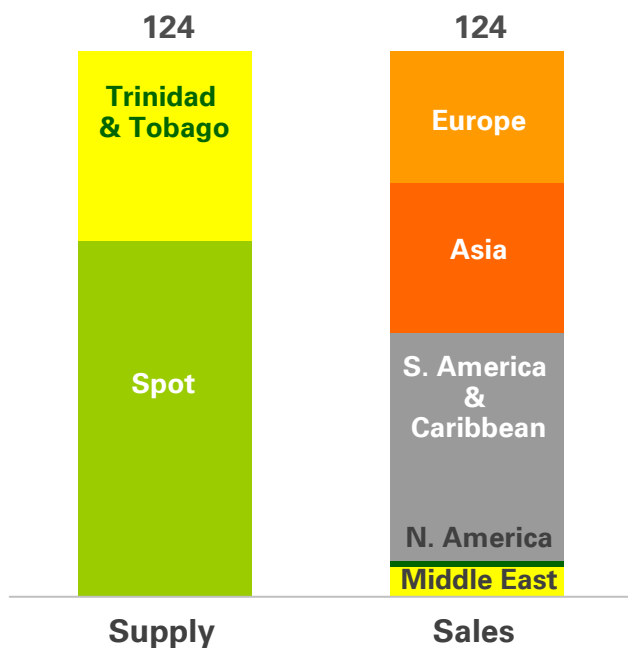 124
124
Trinidad
& Tobago
Europe
Asia
Spot
S. America
&
Caribbean
N. America
Middle East
Supply
Sales